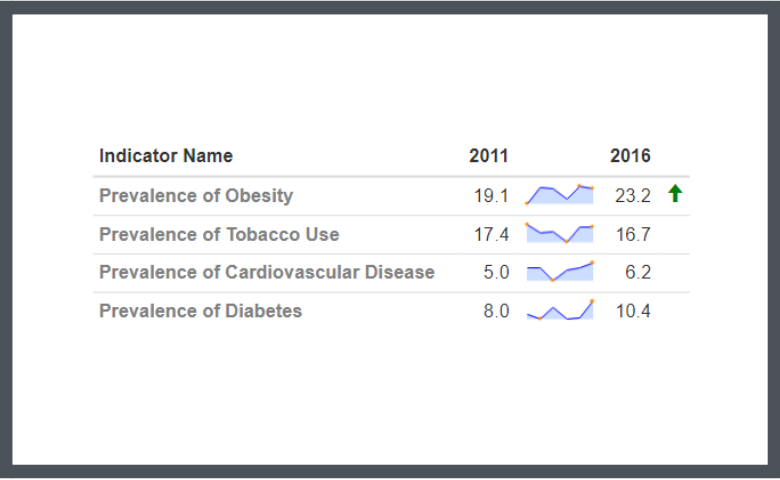 Indicator Name 2011 2016
Prevalence of Obesity 19.1 23.2
Prevalence of Tobacco Use 17.4 16.7
Prevalence of Cardiovascular Disease 5.0 6.2
Prevalence of Diabetes 8.0 10.4